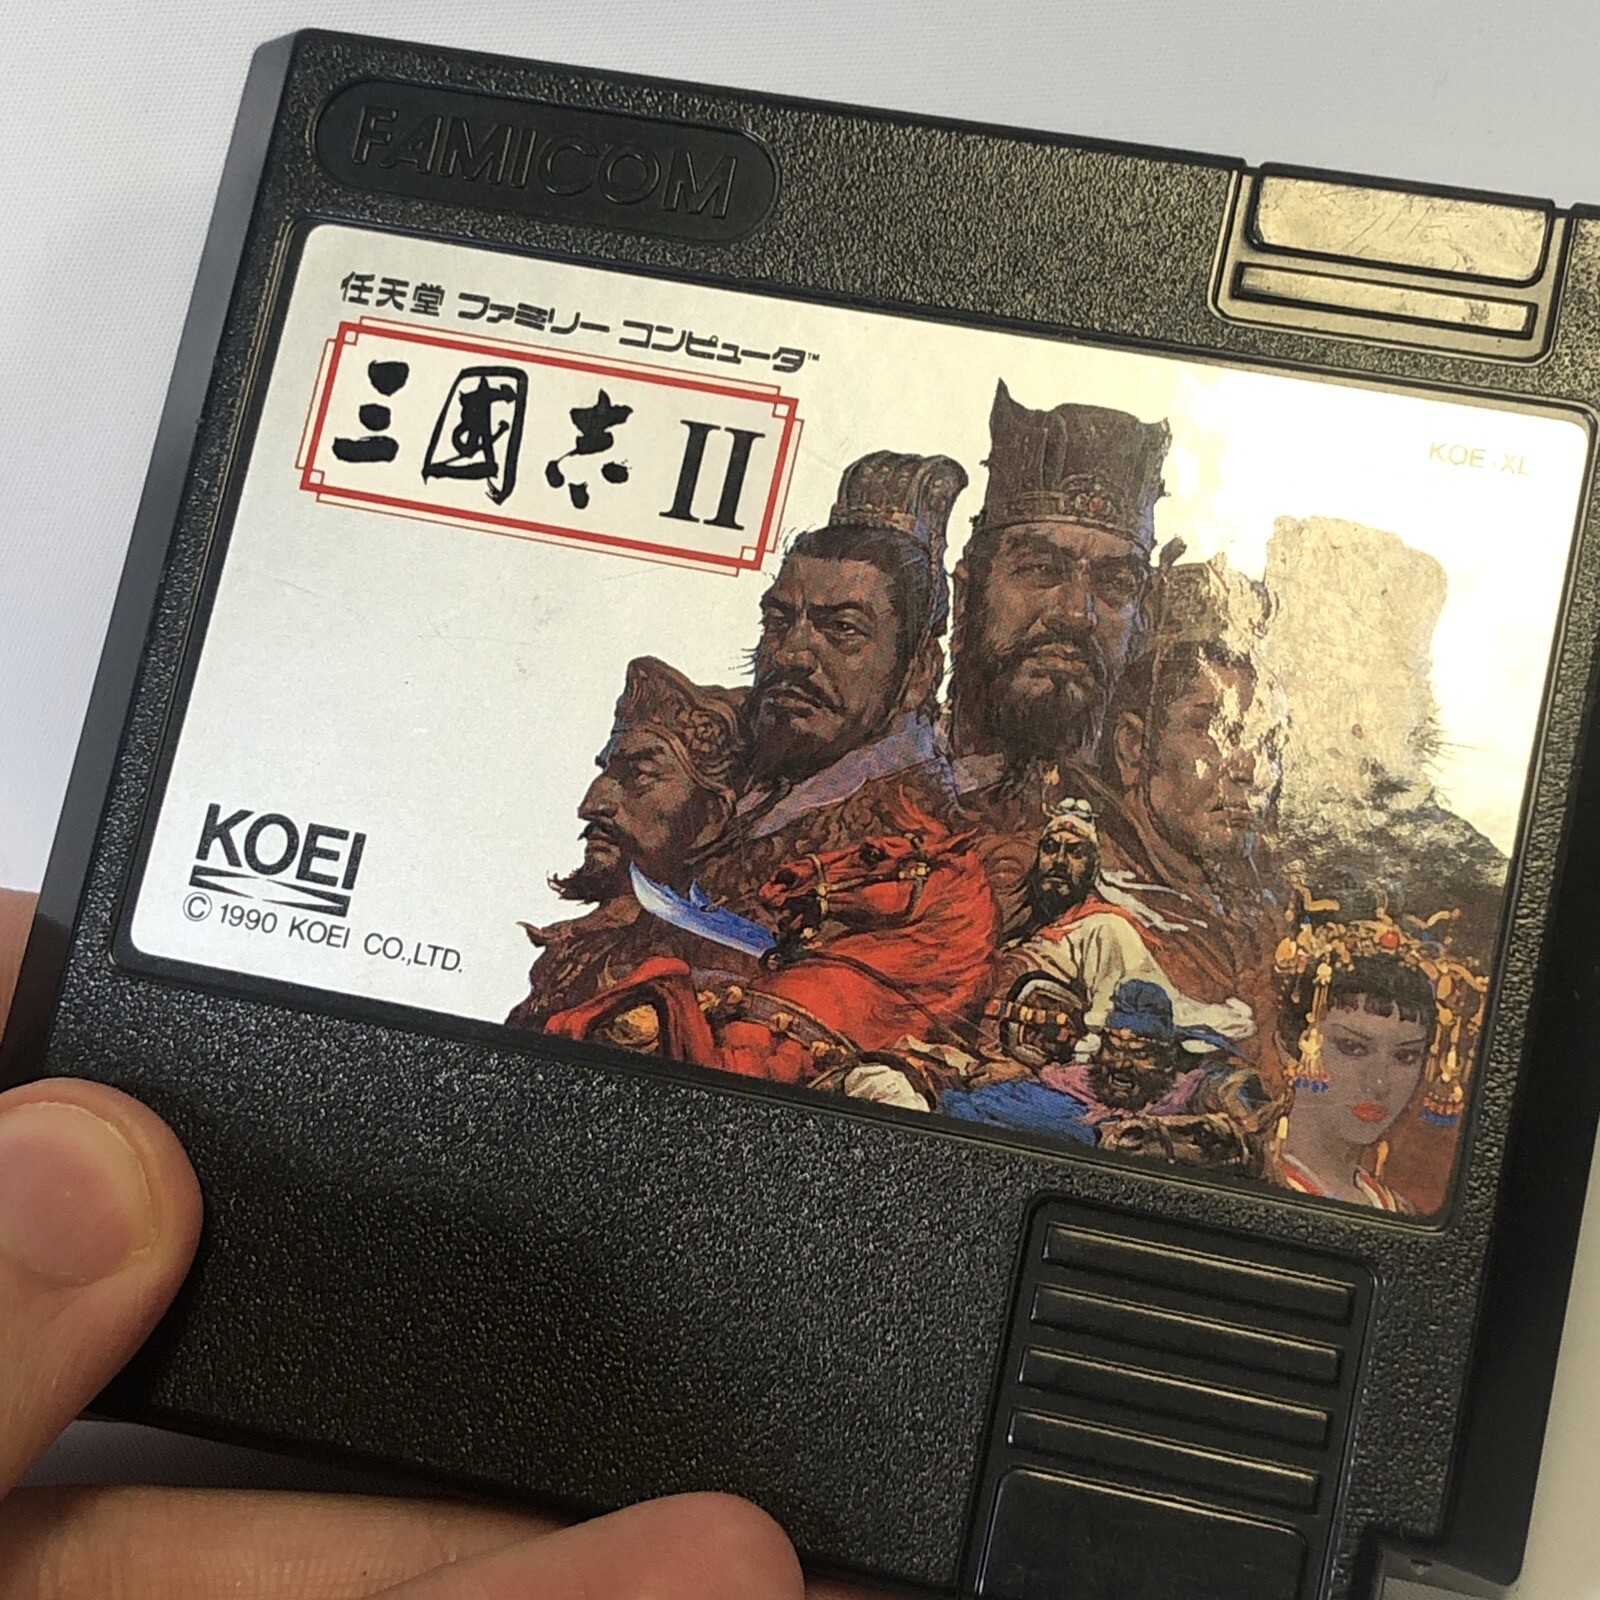 FAMICOM
任天堂 ファミリー コンピュータ™
三國志 II
KOE-XL
KOEI
© 1990 KOEI CO.,LTD.